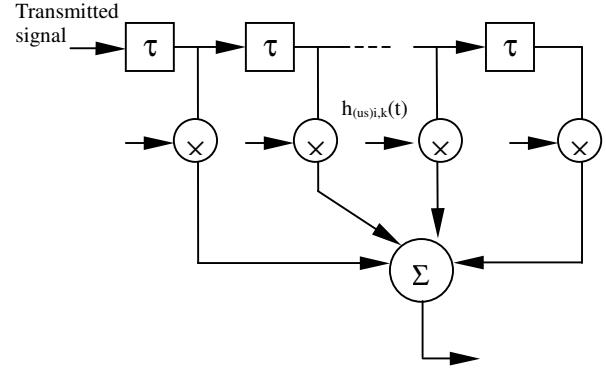 Transmitted
signal
τ τ τ
h(us)i,k(t)
× × × ×
Σ